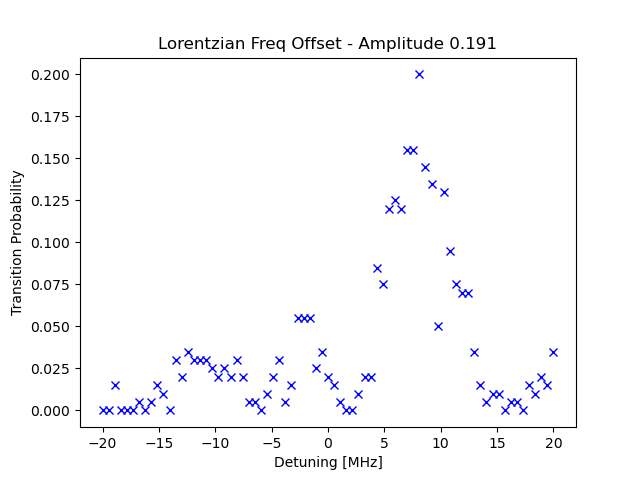 Lorentzian Freq Offset - Amplitude 0.191
0.200
0.175
0.150
0.125
0.100
0.075
0.050
0.025
0.000
Transition Probability
−20 −15 −10 −5 0 5 10 15 20
Detuning [MHz]